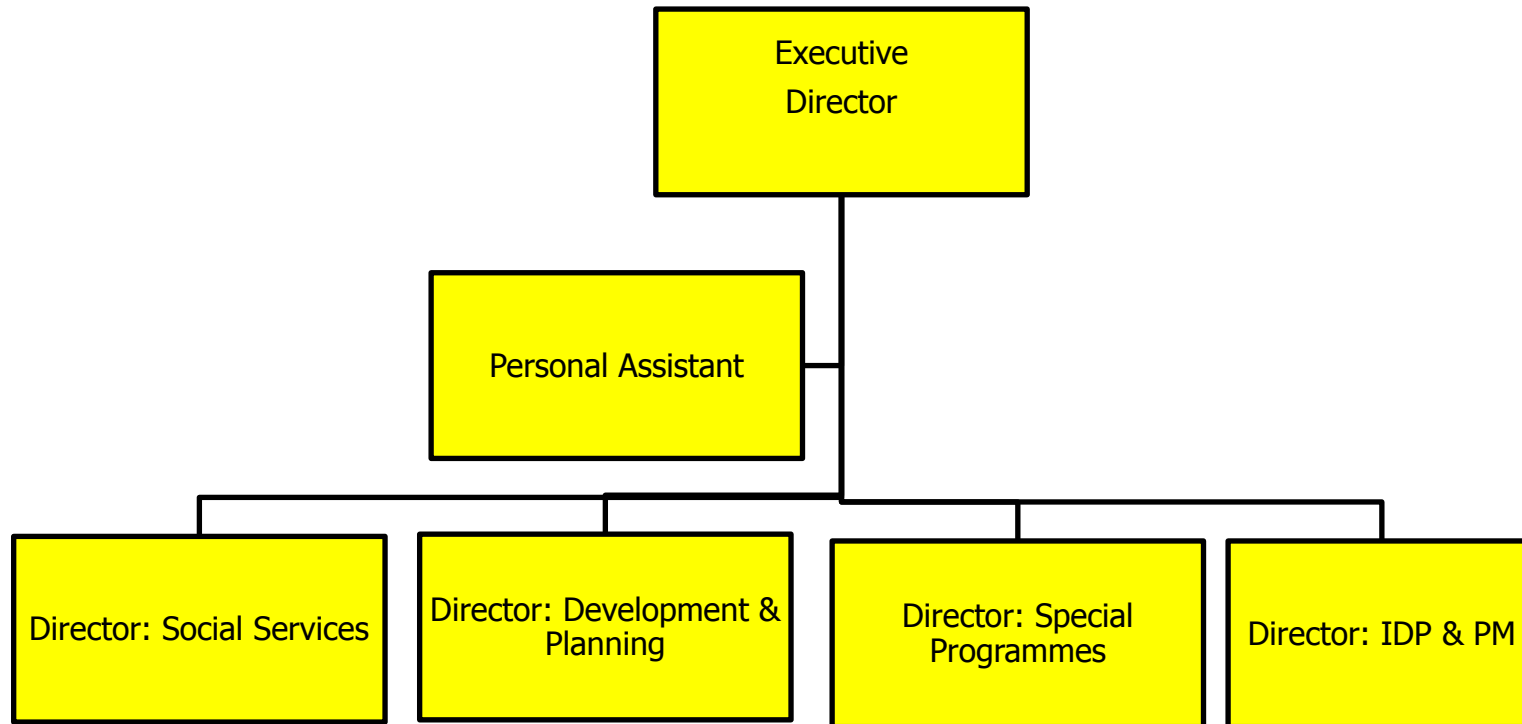 Executive
Director
Personal Assistant
Director: Social Services
Director: Development &
Planning
Director: Special
Programmes
Director: IDP & PM